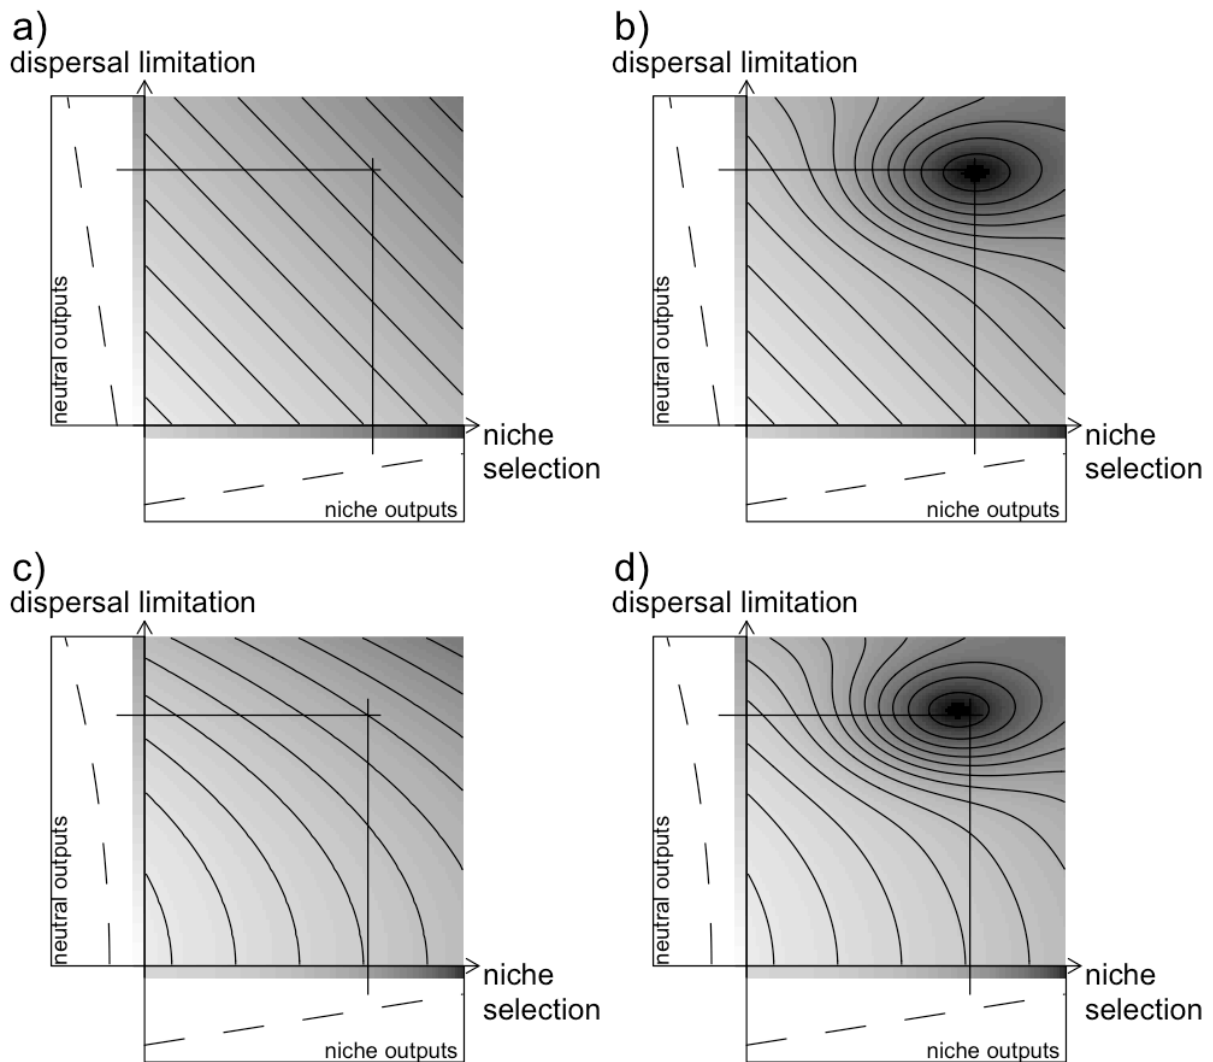 a)
dispersal limitation
neutral outputs
niche
selection
niche outputs
b)
dispersal limitation
neutral outputs
niche
selection
niche outputs
c)
dispersal limitation
neutral outputs
niche
selection
niche outputs
d)
dispersal limitation
neutral outputs
niche
selection
niche outputs